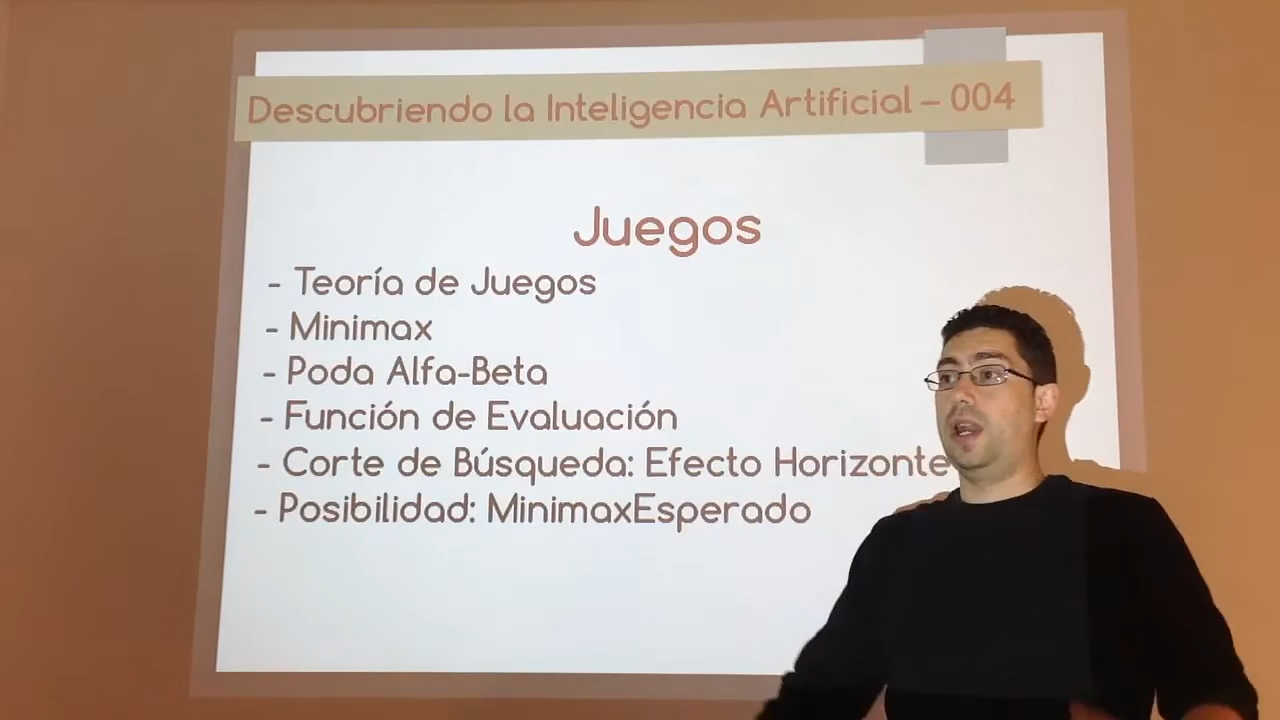 Descubriendo la Inteligencia Artificial – 004
Juegos
- Teoría de Juegos
- Minimax
- Poda Alfa-Beta
- Función de Evaluación
- Corte de Búsqueda: Efecto Horizonte
- Posibilidad: MinimaxEsperado